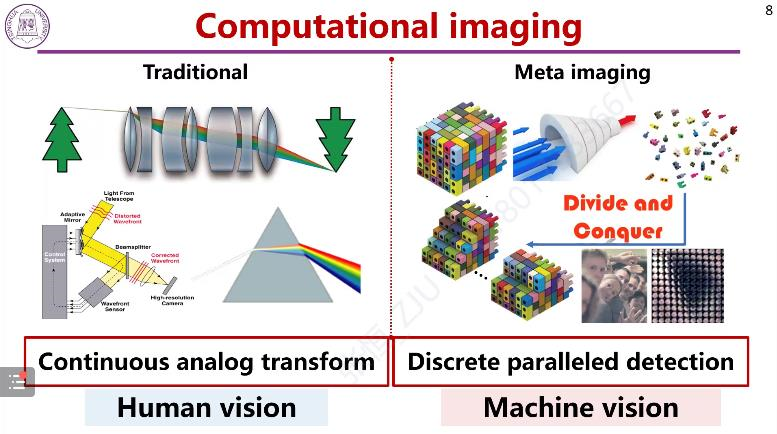 8
Computational imaging
Traditional
Meta imaging
Light From
Telescope
Adaptive
Mirror
Distorted
Wavefront
Beamsplitter
Control
System
Corrected
Wavefront
High-resolution
Camera
Wavefront
Sensor
Divide and
Conquer
Continuous analog transform
Discrete paralleled detection
Human vision
Machine vision